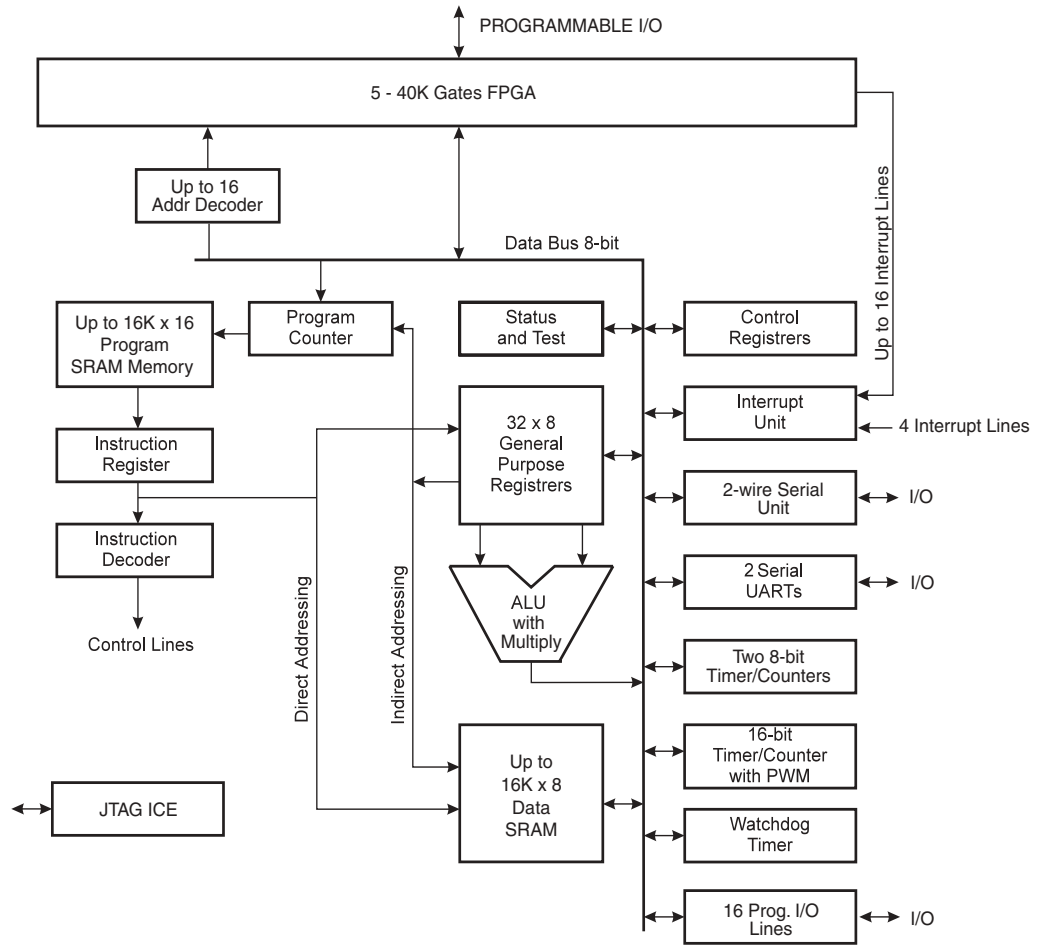 PROGRAMMABLE I/O
5 - 40K Gates FPGA
Up to 16
Addr Decoder
Up to 16 Interrupt Lines
Data Bus 8-bit
Up to 16K x 16
Program
SRAM Memory
Program
Counter
Status
and Test
Control
Registrers
Interrupt
Unit
4 Interrupt Lines
Instruction
Register
32 x 8
General
Purpose
Registrers
2-wire Serial
Unit
I/O
Instruction
Decoder
Control Lines
Direct Addressing
Indirect Addressing
ALU
with
Multiply
2 Serial
UARTs
I/O
Two 8-bit
Timer/Counters
Up to
16K x 8
Data
SRAM
16-bit
Timer/Counter
with PWM
JTAG ICE
Watchdog
Timer
16 Prog. I/O
Lines
I/O